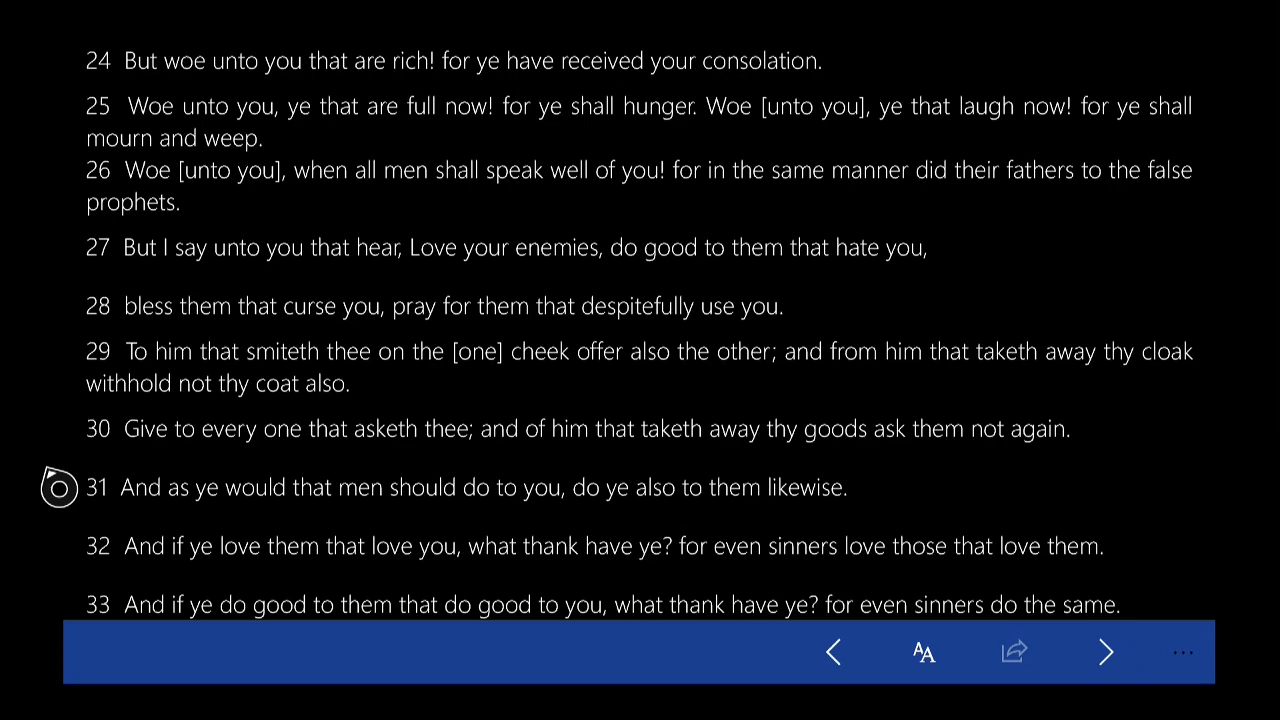 24 But woe unto you that are rich! for ye have received your consolation.
25 Woe unto you, ye that are full now! for ye shall hunger. Woe [unto you], ye that laugh now! for ye shall
mourn and weep.
26 Woe [unto you], when all men shall speak well of you! for in the same manner did their fathers to the false
prophets.
27 But I say unto you that hear, Love your enemies, do good to them that hate you,
28 bless them that curse you, pray for them that despitefully use you.
29 To him that smiteth thee on the [one] cheek offer also the other; and from him that taketh away thy cloak
withhold not thy coat also.
30 Give to every one that asketh thee; and of him that taketh away thy goods ask them not again.
31 And as ye would that men should do to you, do ye also to them likewise.
32 And if ye love them that love you, what thank have ye? for even sinners love those that love them.
33 And if ye do good to them that do good to you, what thank have ye? for even sinners do the same.
AA